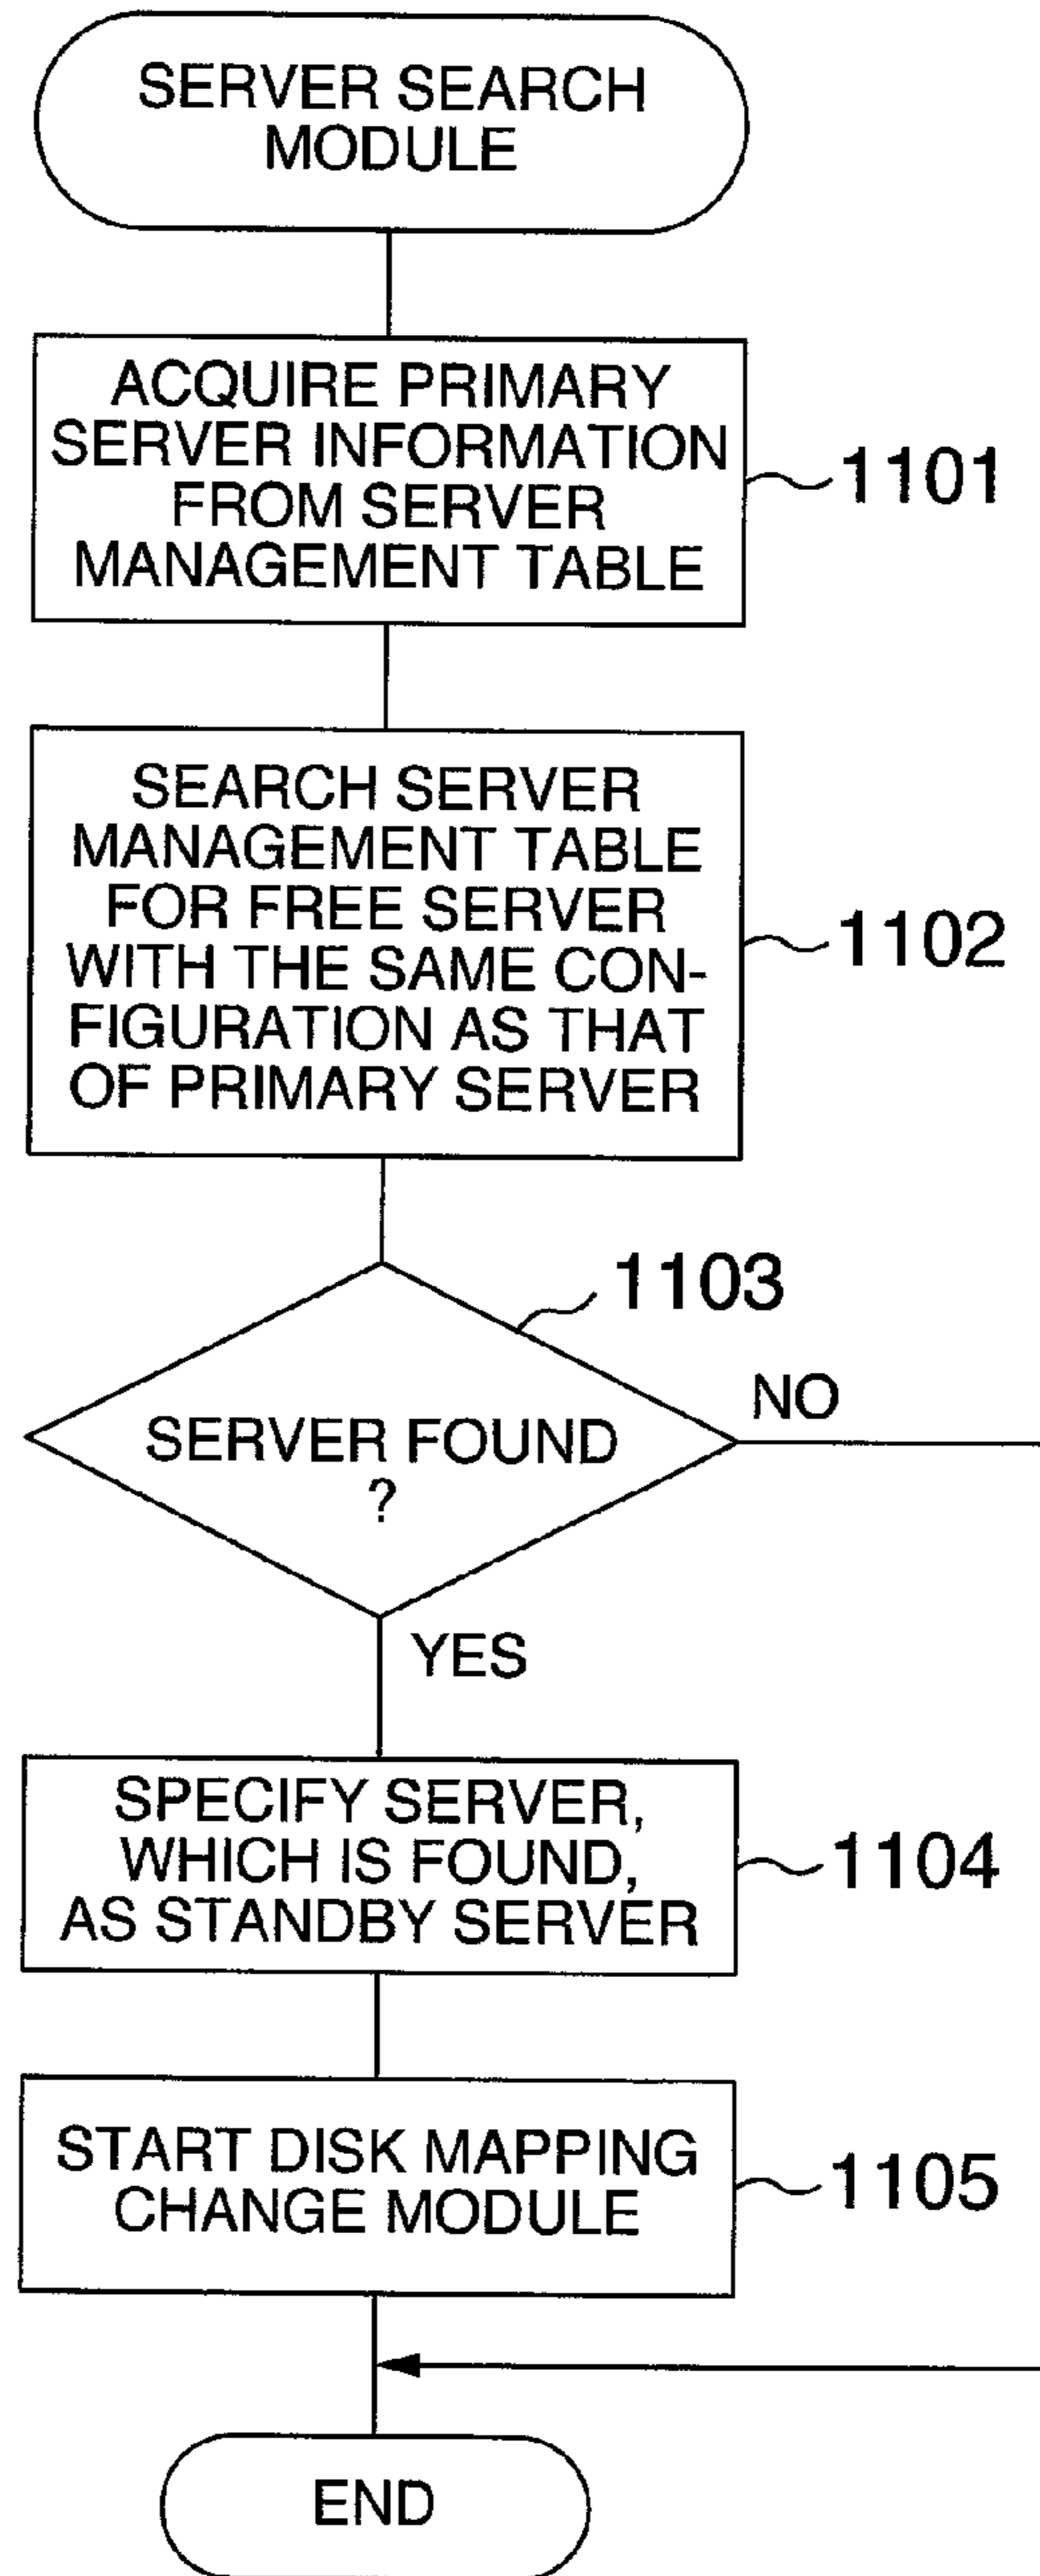 SERVER SEARCH
MODULE
ACQUIRE PRIMARY
SERVER INFORMATION
FROM SERVER
MANAGEMENT TABLE
1101
SEARCH SERVER
MANAGEMENT TABLE
FOR FREE SERVER
WITH THE SAME CON-
FIGURATION AS THAT
OF PRIMARY SERVER
1102
1103
SERVER FOUND
?
NO
YES
SPECIFY SERVER,
WHICH IS FOUND,
AS STANDBY SERVER
1104
START DISK MAPPING
CHANGE MODULE
1105
END